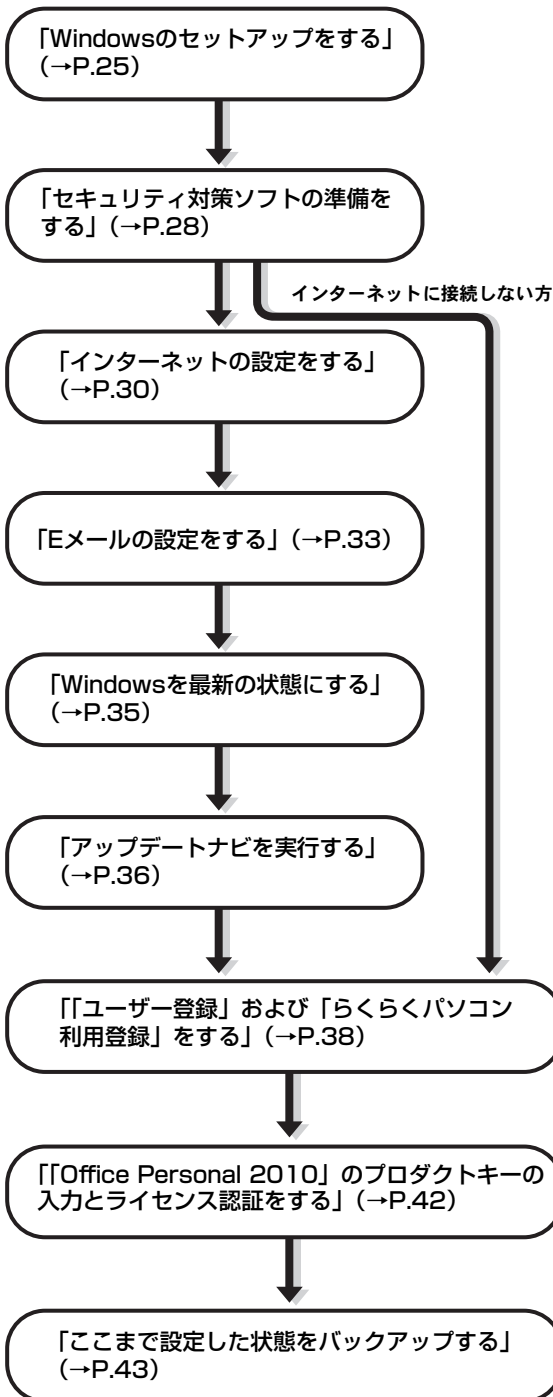 「Windowsのセットアップをする」
（→P.25）
「セキュリティ対策ソフトの準備を
する」（→P.28）
インターネットに接続しない方
「インターネットの設定をする」
（→P.30）
「Eメールの設定をする」（→P.33）
「Windowsを最新の状態にする」
（→P.35）
「アップデートナビを実行する」
（→P.36）
「「ユーザー登録」および「らくらくパソコン
利用登録」をする」（→P.38）
「「Office Personal 2010」のプロダクトキーの
入力とライセンス認証をする」（→P.42）
「ここまで設定した状態をバックアップする」
（→P.43）